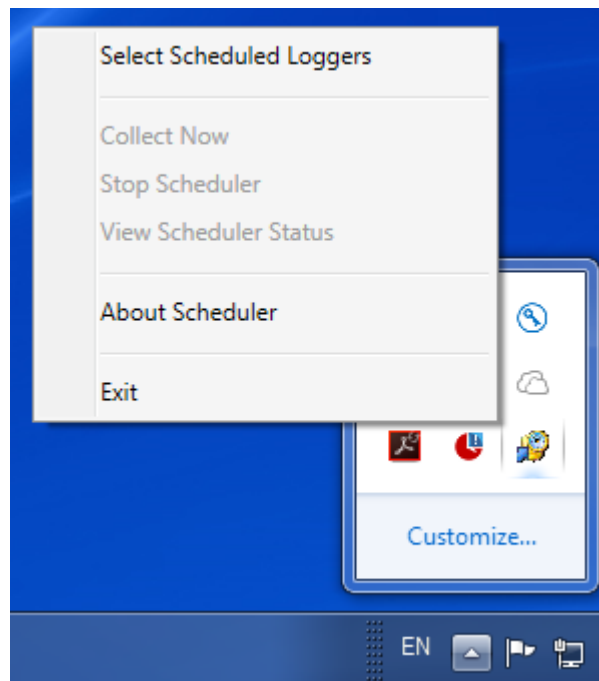 Select Scheduled Loggers
Collect Now
Stop Scheduler
View Scheduler Status
About Scheduler
Exit
Customize...
EN